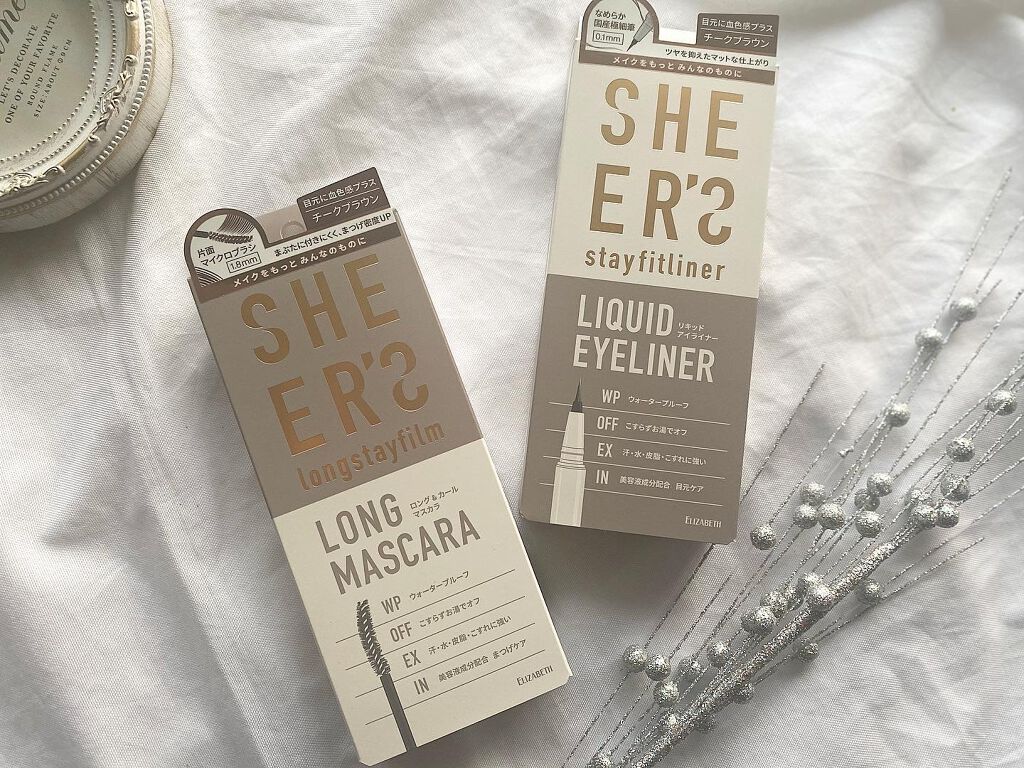 LET'S DECORATE
ONE OF YOUR FAVORITE
ROUND FLAME
SIZE:ABOUT Φ9CM
片面
マイクロブラシ
1.8mm
目元に血色感プラス
チークブラウン
まぶたに付きにくく、まつげ密度UP
メイクをもっと みんなのものに
SHE
ER'S
longstayfilm
LONG
MASCARA
ロング&カール
マスカラ
WP ウォータープルーフ
OFF こすらずお湯でオフ
EX 汗・水・皮脂・こすれに強い
IN 美容液成分配合 まつげケア
ELIZABETH
なめらか
国産極細筆
0.1mm
目元に血色感プラス
チークブラウン
ツヤを抑えたマットな仕上がり
メイクをもっと みんなのものに
SHE
ER'S
stayfitliner
LIQUID
EYELINER
リキッド
アイライナー
WP ウォータープルーフ
OFF こすらずお湯でオフ
EX 汗・水・皮脂・こすれに強い
IN 美容液成分配合 目元ケア
ELIZABETH